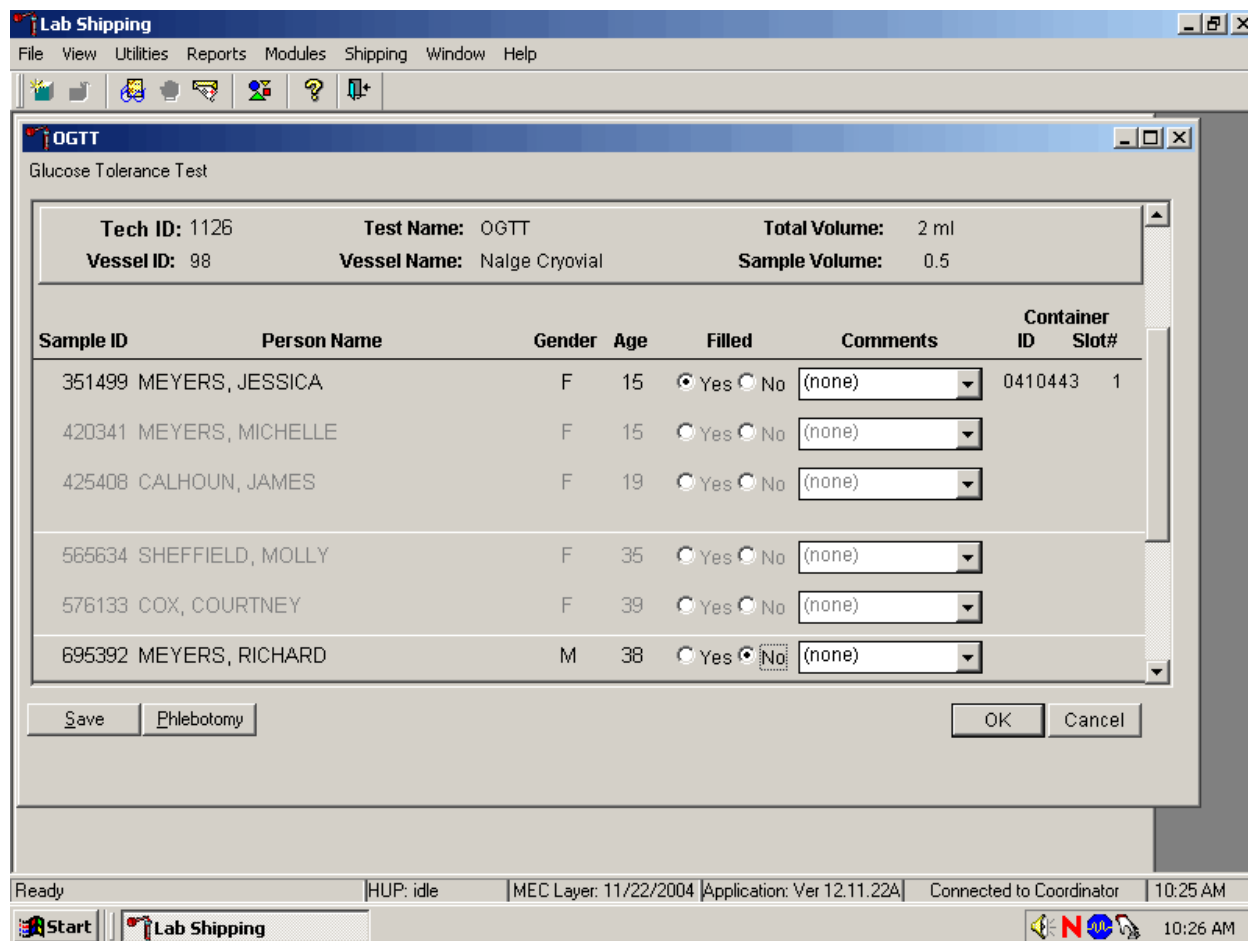 Lab Shipping
File View Utilities Reports Modules Shipping Window Help
OGTT
Glucose Tolerance Test
Tech ID: 1126 Test Name: OGTT Total Volume: 2 ml
Vessel ID: 98 Vessel Name: Nalge Cryovial Sample Volume: 0.5
Container
Sample ID Person Name Gender Age Filled Comments ID Slot#
351499 MEYERS, JESSICA F 15 Yes No (none) 0410443 1
420341 MEYERS, MICHELLE F 15 Yes No (none)
425408 CALHOUN, JAMES F 19 Yes No (none)
565634 SHEFFIELD, MOLLY F 35 Yes No (none)
576133 COX, COURTNEY F 39 Yes No (none)
695392 MEYERS, RICHARD M 38 Yes No (none)
Save Phlebotomy OK Cancel
Ready HUP: idle MEC Layer: 11/22/2004 Application: Ver 12.11.22A Connected to Coordinator 10:25 AM
Start Lab Shipping N 10:26 AM